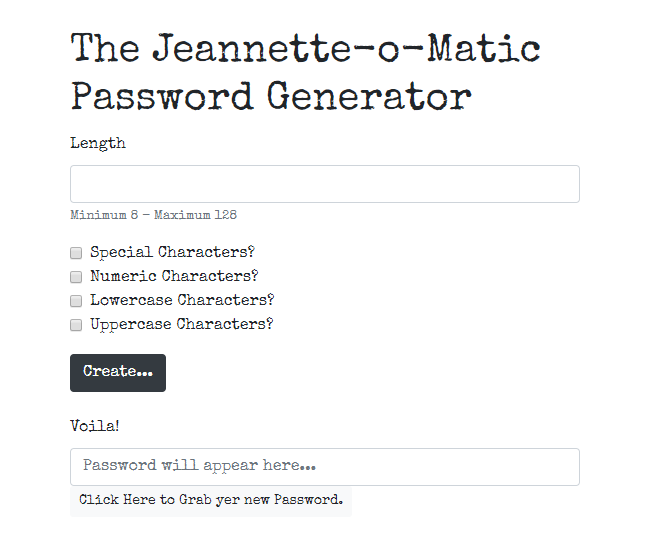 The Jeannette-o-Matic
Password Generator
Length
Minimum 8 - Maximum 128
Special Characters?
Numeric Characters?
Lowercase Characters?
Uppercase Characters?
Create...
Voila!
Password will appear here...
Click Here to Grab yer new Password.